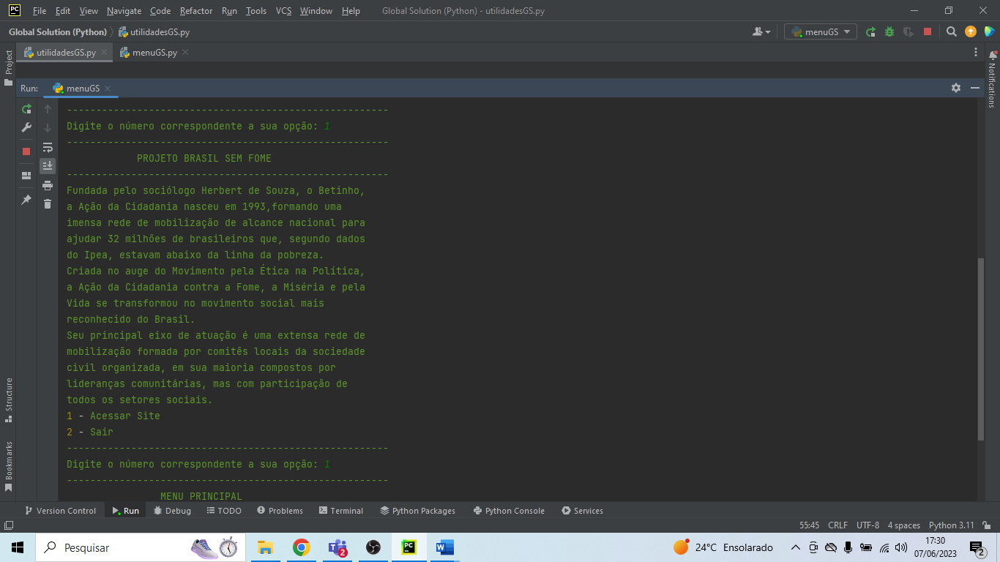 PC File Edit View Navigate Code Refactor Run Tools VCS Window Help Global Solution (Python) - utilidadesGS.py
Global Solution (Python) utilidadesGS.py menuGS
utilidadesGS.py menuGS.py
Project
Notifications
Run: menuGS
-------------------------------------------------------
Digite o número correspondente a sua opção: 1
-------------------------------------------------------
PROJETO BRASIL SEM FOME
-------------------------------------------------------
Fundada pelo sociólogo Herbert de Souza, o Betinho,
a Ação da Cidadania nasceu em 1993,formando uma
imensa rede de mobilização de alcance nacional para
ajudar 32 milhões de brasileiros que, segundo dados
do Ipea, estavam abaixo da linha da pobreza.
Criada no auge do Movimento pela Ética na Política,
a Ação da Cidadania contra a Fome, a Miséria e pela
Vida se transformou no movimento social mais
reconhecido do Brasil.
Seu principal eixo de atuação é uma extensa rede de
mobilização formada por comitês locais da sociedade
civil organizada, em sua maioria compostos por
lideranças comunitárias, mas com participação de
todos os setores sociais.
1 - Acessar Site
2 - Sair
-------------------------------------------------------
Digite o número correspondente a sua opção: 1
-------------------------------------------------------
MENU PRINCIPAL
Structure
Bookmarks
Version Control Run Debug TODO Problems Terminal Python Packages Python Console Services
55:45 CRLF UTF-8 4 spaces Python 3.11
Pesquisar 2 PC W 24°C Ensolarado 17:30
07/06/2023 2